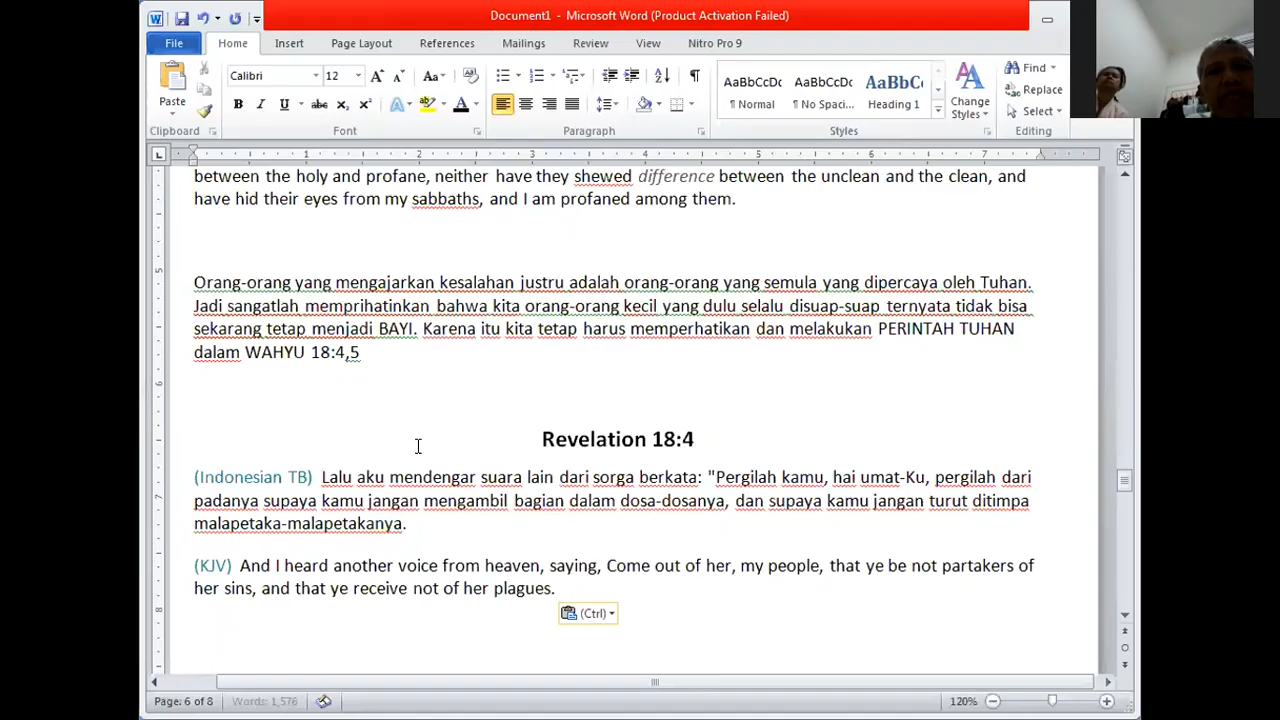 Document1 - Microsoft Word (Product Activation Failed)
File Home Insert Page Layout References Mailings Review View Nitro Pro 9
Paste
Calibri 12
AaBbCcDc AaBbCcDc AaBbC
¶ Normal ¶ No Spaci... Heading 1
Change Styles
Find
Replace
Select
Clipboard Font Paragraph Styles Editing
1 2 3 4 5 6 7
between the holy and profane, neither have they shewed difference between the unclean and the clean, and
have hid their eyes from my sabbaths, and I am profaned among them.
Orang-orang yang mengajarkan kesalahan justru adalah orang-orang yang semula yang dipercaya oleh Tuhan.
Jadi sangatlah memprihatinkan bahwa kita orang-orang kecil yang dulu selalu disuap-suap ternyata tidak bisa
sekarang tetap menjadi BAYI. Karena itu kita tetap harus memperhatikan dan melakukan PERINTAH TUHAN
dalam WAHYU 18:4,5
Revelation 18:4
(Indonesian TB) Lalu aku mendengar suara lain dari sorga berkata: "Pergilah kamu, hai umat-Ku, pergilah dari
padanya supaya kamu jangan mengambil bagian dalam dosa-dosanya, dan supaya kamu jangan turut ditimpa
malapetaka-malapetakanya.
(KJV) And I heard another voice from heaven, saying, Come out of her, my people, that ye be not partakers of
her sins, and that ye receive not of her plagues.
(Ctrl)
Page: 6 of 8 Words: 1,576 120%